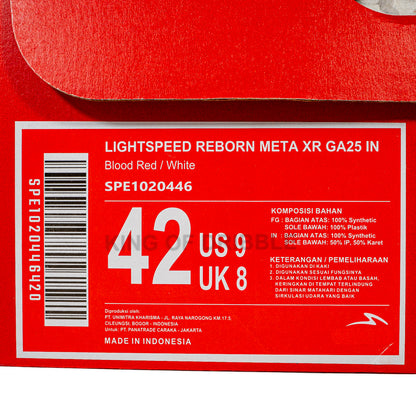 LIGHTSPEED REBORN META XR GA25 IN
Blood Red / White
SPE1020446
SPE1020446U420
42
US 9
UK 8
KING OF
KOMPOSISI BAHAN
FG : BAGIAN ATAS: 100% Synthetic
SOLE BAWAH: 100% Plastik
IN : BAGIAN ATAS: 100% Synthetic
SOLE BAWAH: 50% IP, 50% Karet
KETERANGAN / PEMELIHARAAN
1. DIGUNAKAN DI KAKI
2. DIGUNAKAN SESUAI FUNGSINYA
3. DALAM KONDISI LEMBAB ATAU BASAH,
KERINGKAN DI TEMPAT TERLINDUNG
DARI SINAR MATAHARI DENGAN
SIRKULASI UDARA YANG BAIK
Diproduksi oleh:
PT. UNIMITRA KHARISMA - JL. RAYA NAROGONG KM.17.5.
CILEUNGSI, BOGOR - INDONESIA
Untuk: PT. PANATRADE CARAKA - JAKARTA
MADE IN INDONESIA